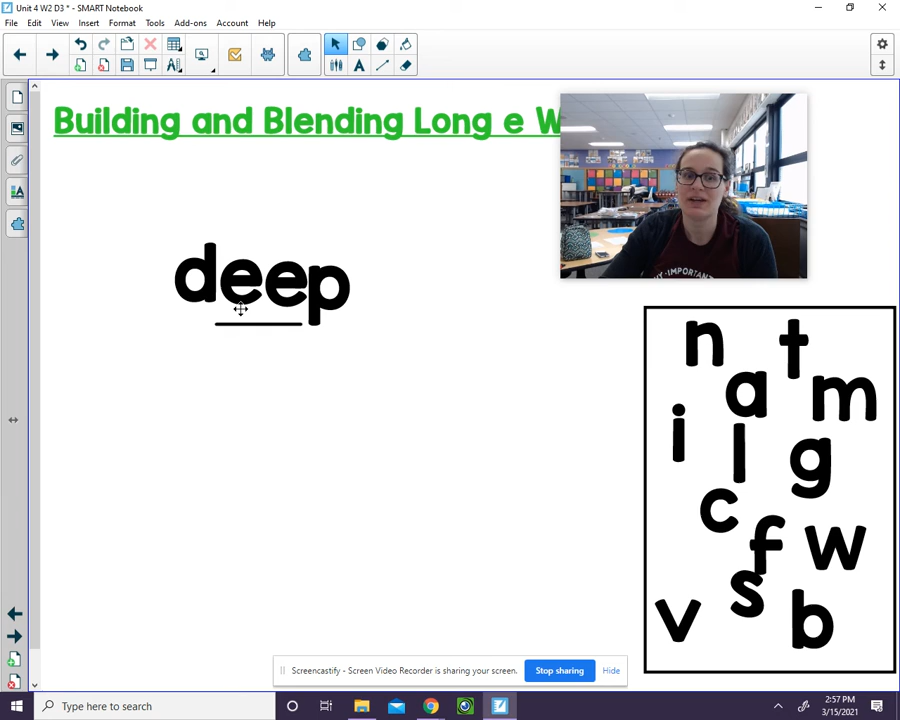 Unit 4 W2 D3 * - SMART Notebook
File Edit View Insert Format Tools Add-ons Account Help
Building and Blending Long e W
deep
n t
a m
i l g
c f w
v s b
Y-IMPORTANT
Screencastify - Screen Video Recorder is sharing your screen. Stop sharing Hide
Type here to search
2:57 PM
3/15/2021